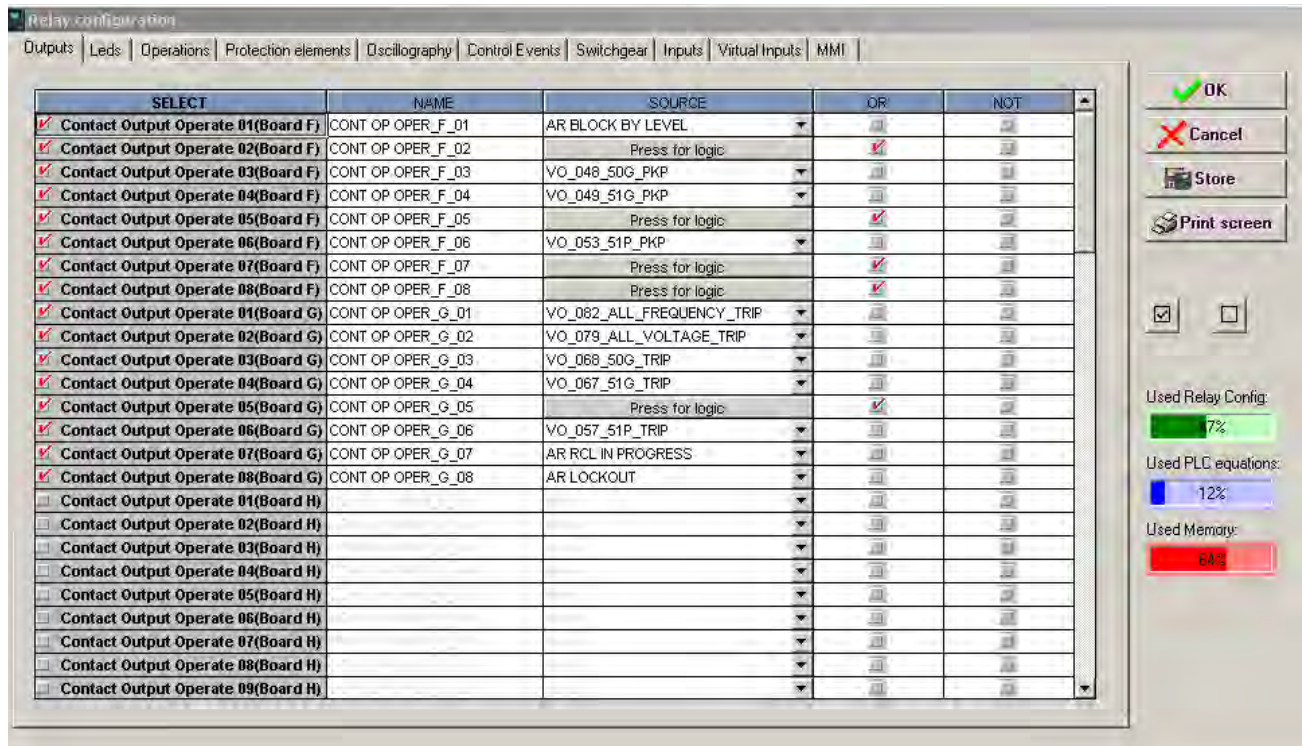 Relay configuration
Outputs Leds Operations Protection elements Oscillography Control Events Switchgear Inputs Virtual Inputs MMI
SELECT NAME SOURCE OR NOT
Contact Output Operate 01(Board F) CONT OP OPER_F_01 AR BLOCK BY LEVEL
Contact Output Operate 02(Board F) CONT OP OPER_F_02 Press for logic
Contact Output Operate 03(Board F) CONT OP OPER_F_03 VO_048_50G_PKP
Contact Output Operate 04(Board F) CONT OP OPER_F_04 VO_049_51G_PKP
Contact Output Operate 05(Board F) CONT OP OPER_F_05 Press for logic
Contact Output Operate 06(Board F) CONT OP OPER_F_06 VO_053_51P_PKP
Contact Output Operate 07(Board F) CONT OP OPER_F_07 Press for logic
Contact Output Operate 08(Board F) CONT OP OPER_F_08 Press for logic
Contact Output Operate 01(Board G) CONT OP OPER_G_01 VO_082_ALL_FREQUENCY_TRIP
Contact Output Operate 02(Board G) CONT OP OPER_G_02 VO_079_ALL_VOLTAGE_TRIP
Contact Output Operate 03(Board G) CONT OP OPER_G_03 VO_068_50G_TRIP
Contact Output Operate 04(Board G) CONT OP OPER_G_04 VO_067_51G_TRIP
Contact Output Operate 05(Board G) CONT OP OPER_G_05 Press for logic
Contact Output Operate 06(Board G) CONT OP OPER_G_06 VO_057_51P_TRIP
Contact Output Operate 07(Board G) CONT OP OPER_G_07 AR RCL IN PROGRESS
Contact Output Operate 08(Board G) CONT OP OPER_G_08 AR LOCKOUT
Contact Output Operate 01(Board H)
Contact Output Operate 02(Board H)
Contact Output Operate 03(Board H)
Contact Output Operate 04(Board H)
Contact Output Operate 05(Board H)
Contact Output Operate 06(Board H)
Contact Output Operate 07(Board H)
Contact Output Operate 08(Board H)
Contact Output Operate 09(Board H)
OK
Cancel
Store
Print screen
Used Relay Config:
Used PLC equations:
12%
Used Memory:
64%